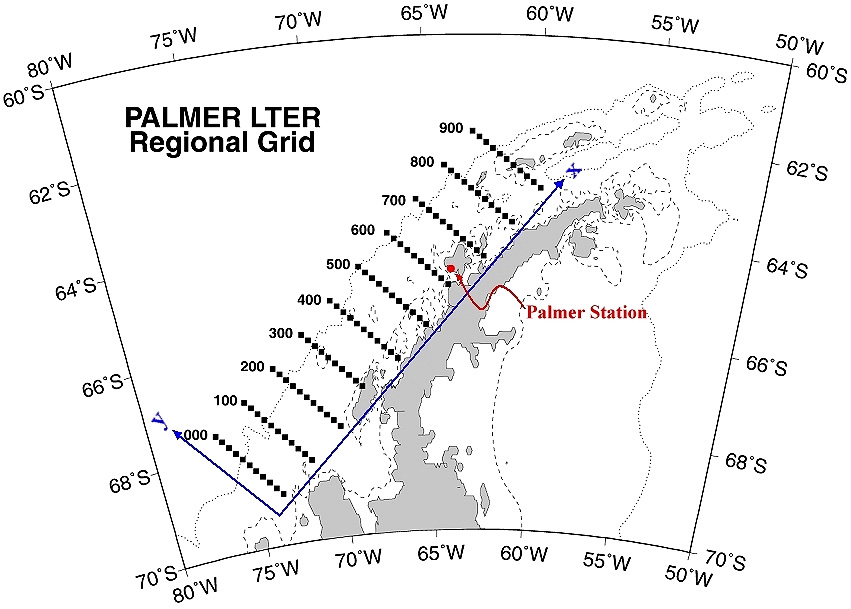 70˚W
65˚W
60˚W
75˚W
55˚W
80˚W
50˚W
60˚S
60˚S
PALMER LTER
Regional Grid
900
800
x
62˚S
62˚S
700
600
500
64˚S
64˚S
400
Palmer Station
300
200
66˚S
66˚S
100
y
000
68˚S
68˚S
70˚S
70˚S
80˚W
75˚W
70˚W
65˚W
60˚W
55˚W
50˚W